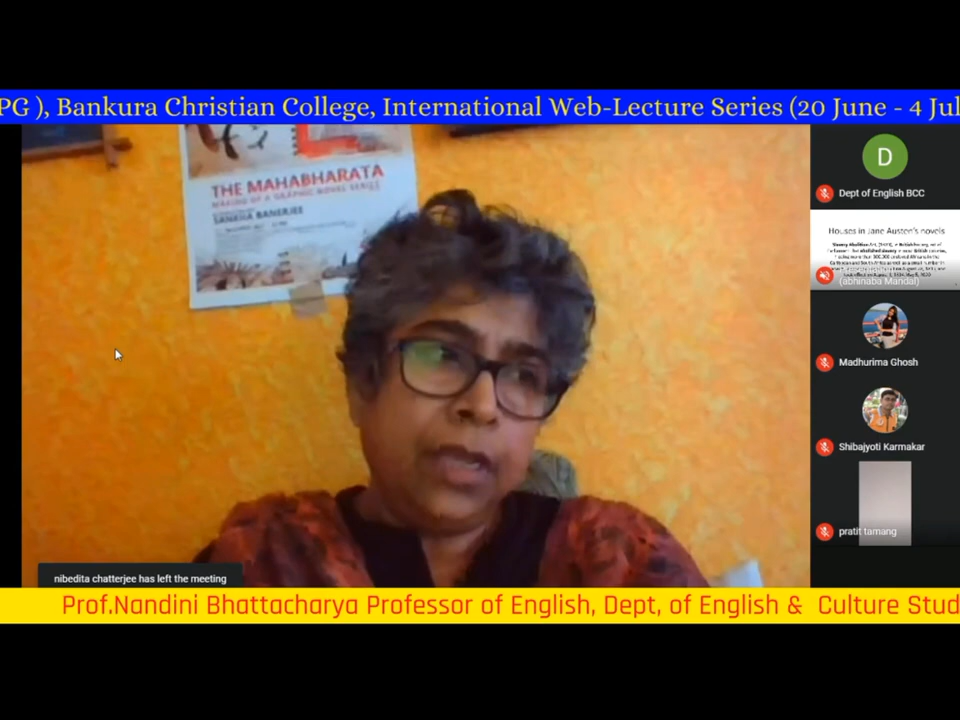 PG ), Bankura Christian College, International Web-Lecture Series (20 June - 4 Jul
THE MAHABHARATA
MAKING OF A GRAPHIC NOVEL SERIES
SANKHA BANERJEE
D
Dept of English BCC
Houses in Jane Austen's novels
(abhinaba Mandal)
Madhurima Ghosh
Shibajyoti Karmakar
pratit tamang
nibedita chatterjee has left the meeting
Prof.Nandini Bhattacharya Professor of English, Dept, of English & Culture Stud